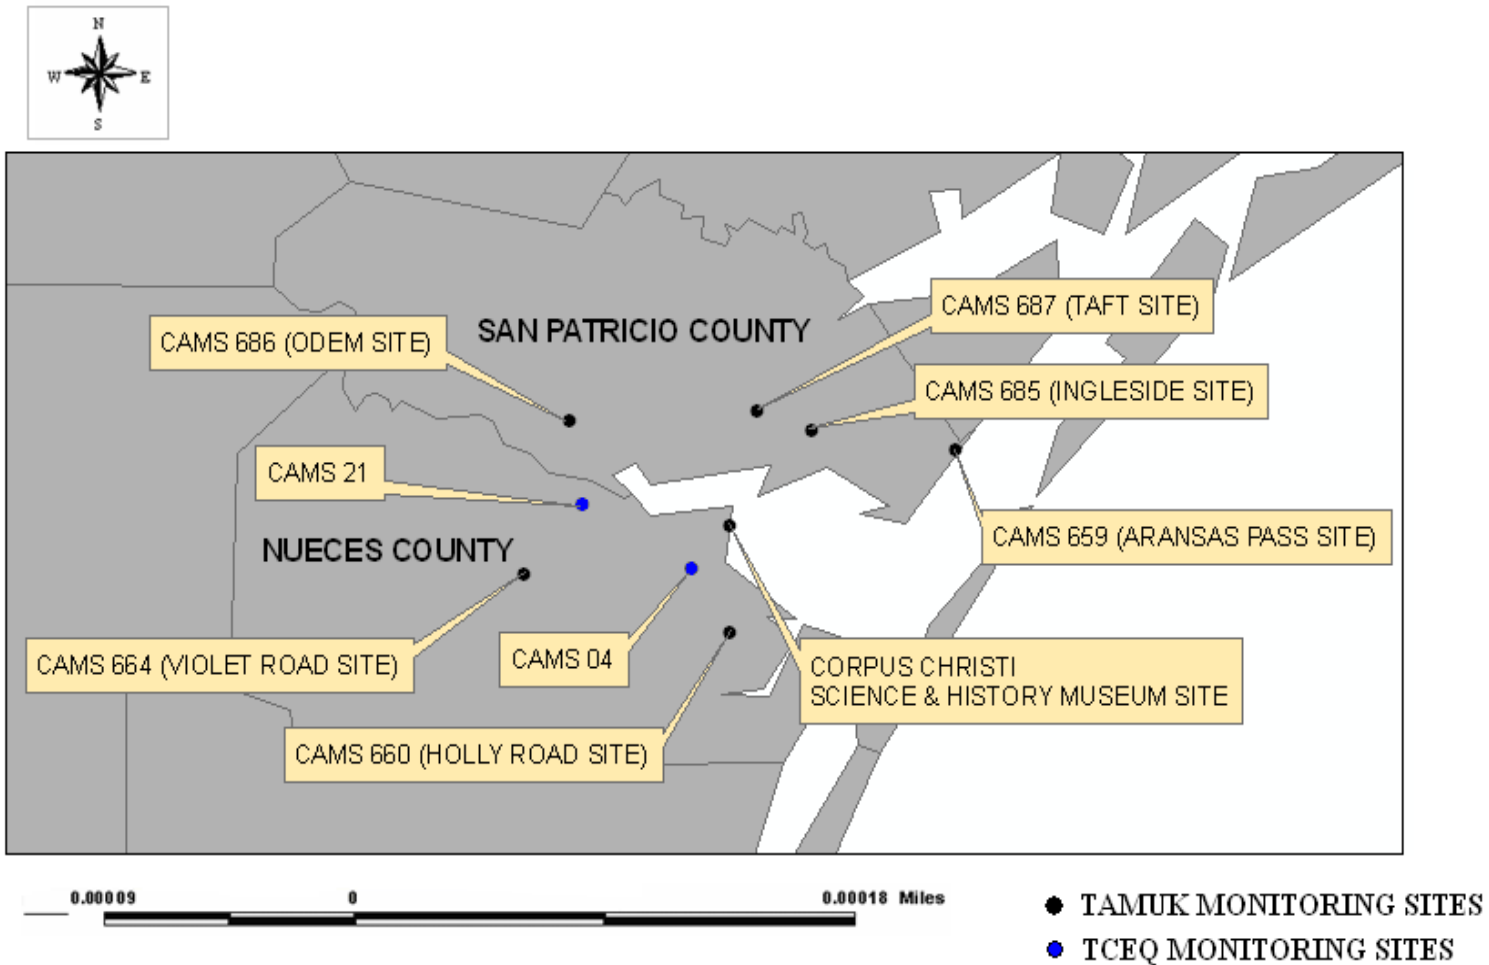 N
W E
S
CAMS 687 (TAFT SITE)
SAN PATRICIO COUNTY
CAMS 686 (ODEM SITE)
CAMS 685 (INGLESIDE SITE)
CAMS 21
CAMS 659 (ARANSAS PASS SITE)
NUECES COUNTY
CAMS 664 (VIOLET ROAD SITE)
CAMS 04
CORPUS CHRISTI
SCIENCE & HISTORY MUSEUM SITE
CAMS 660 (HOLLY ROAD SITE)
0.00009 0 0.00018 Miles
TAMUK MONITORING SITES
TCEQ MONITORING SITES